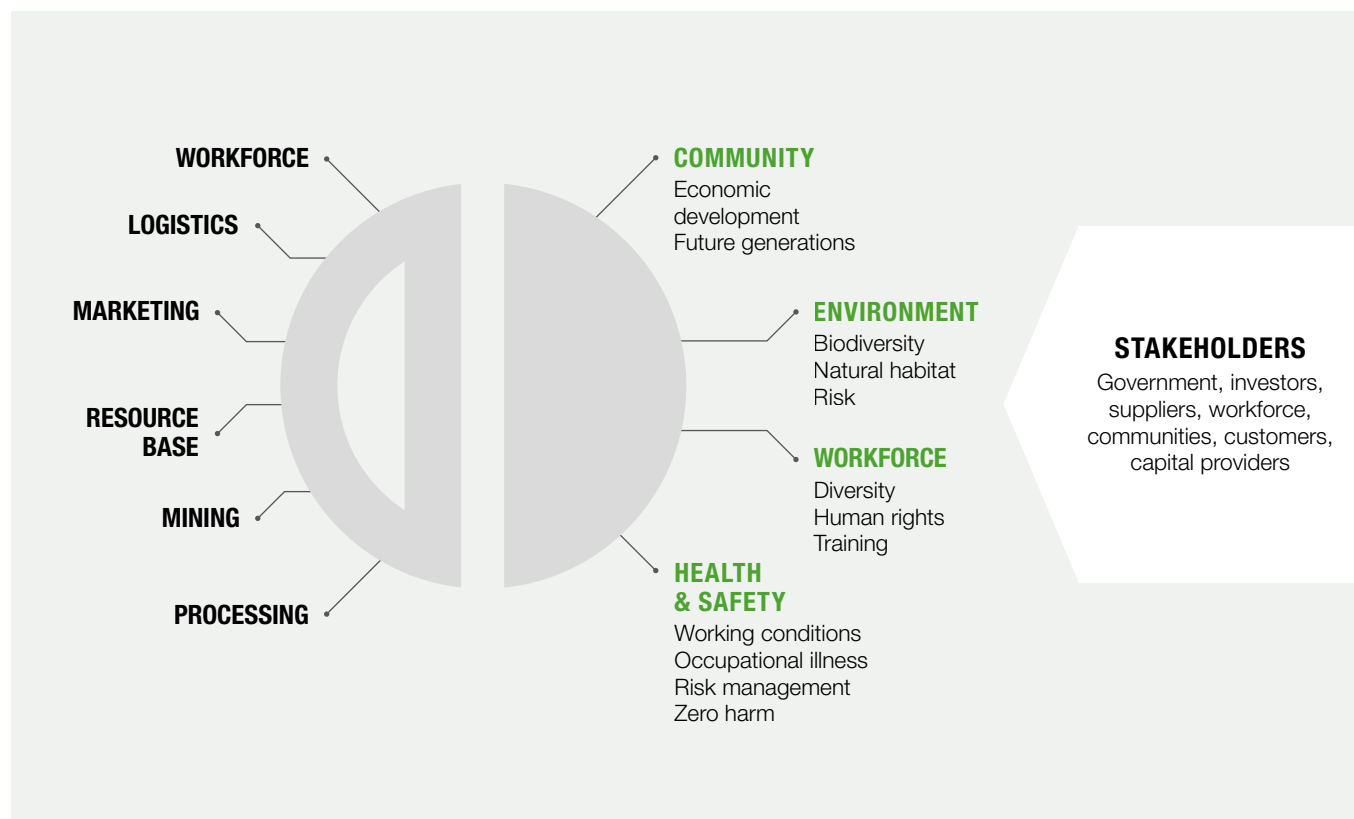 WORKFORCE
LOGISTICS
MARKETING
RESOURCE
BASE
MINING
PROCESSING
COMMUNITY
Economic
development
Future generations
ENVIRONMENT
Biodiversity
Natural habitat
Risk
WORKFORCE
Diversity
Human rights
Training
HEALTH
& SAFETY
Working conditions
Occupational illness
Risk management
Zero harm
STAKEHOLDERS
Government, investors,
suppliers, workforce,
communities, customers,
capital providers